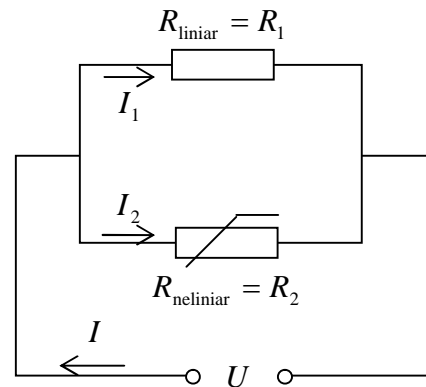 R_liniar = R_1
I_1
I_2
R_neliniar = R_2
I
U